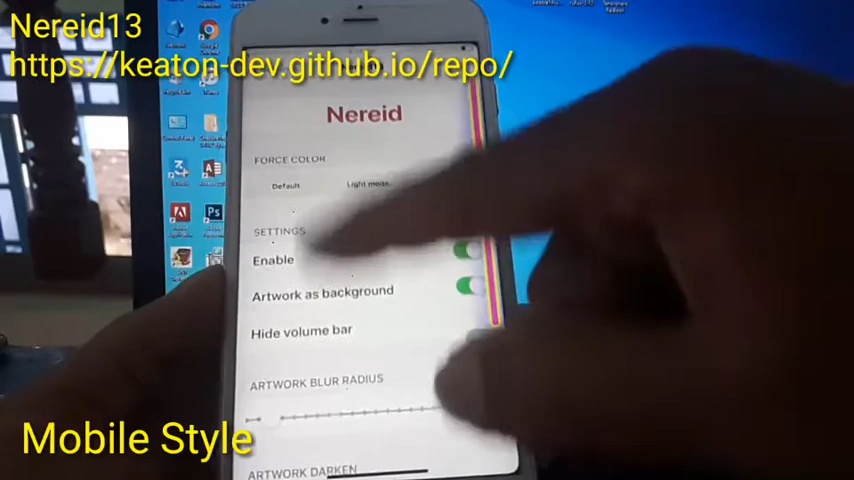 Nereid13
https://keaton-dev.github.io/repo/
Nereid
FORCE COLOR
Default
Light mode
SETTINGS
Enable
Artwork as background
Hide volume bar
ARTWORK BLUR RADIUS
ARTWORK DARKEN
Mobile Style